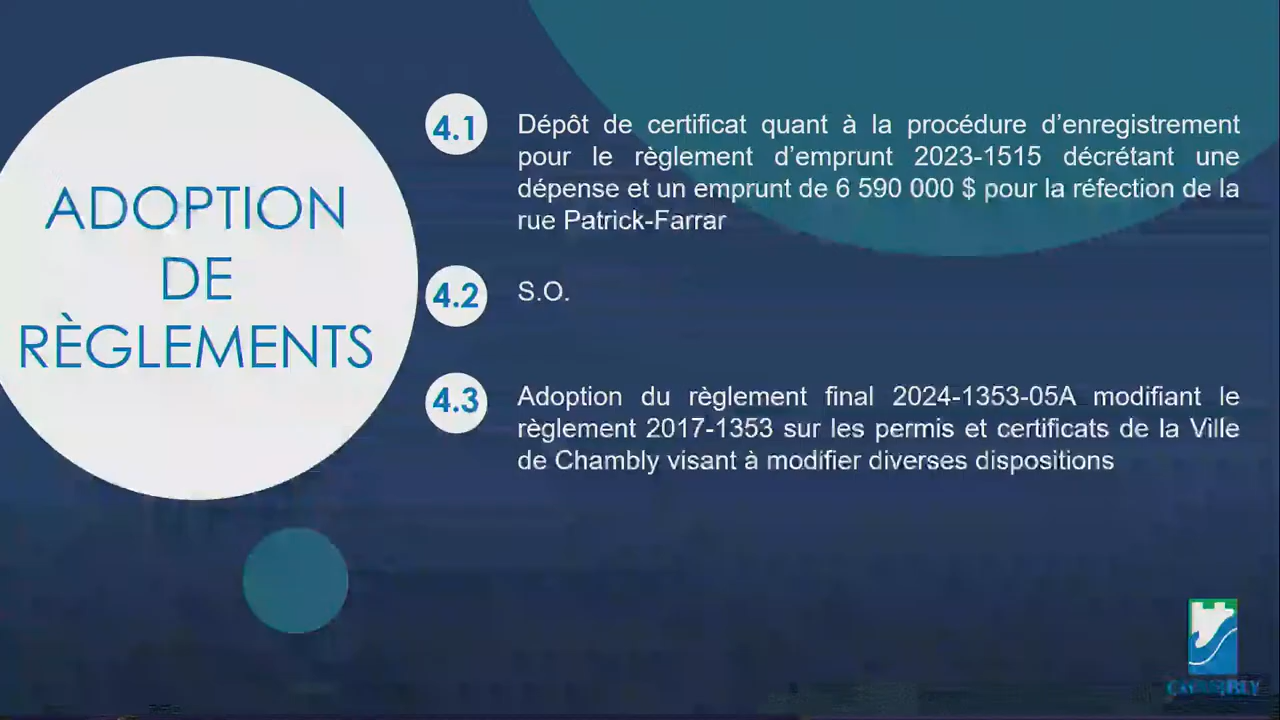 ADOPTION
DE
RÈGLEMENTS
4.1
Dépôt de certificat quant à la procédure d’enregistrement
pour le règlement d’emprunt 2023-1515 décrétant une
dépense et un emprunt de 6 590 000 $ pour la réfection de la
rue Patrick-Farrar
4.2
S.O.
4.3
Adoption du règlement final 2024-1353-05A modifiant le
règlement 2017-1353 sur les permis et certificats de la Ville
de Chambly visant à modifier diverses dispositions
CHAMBLY